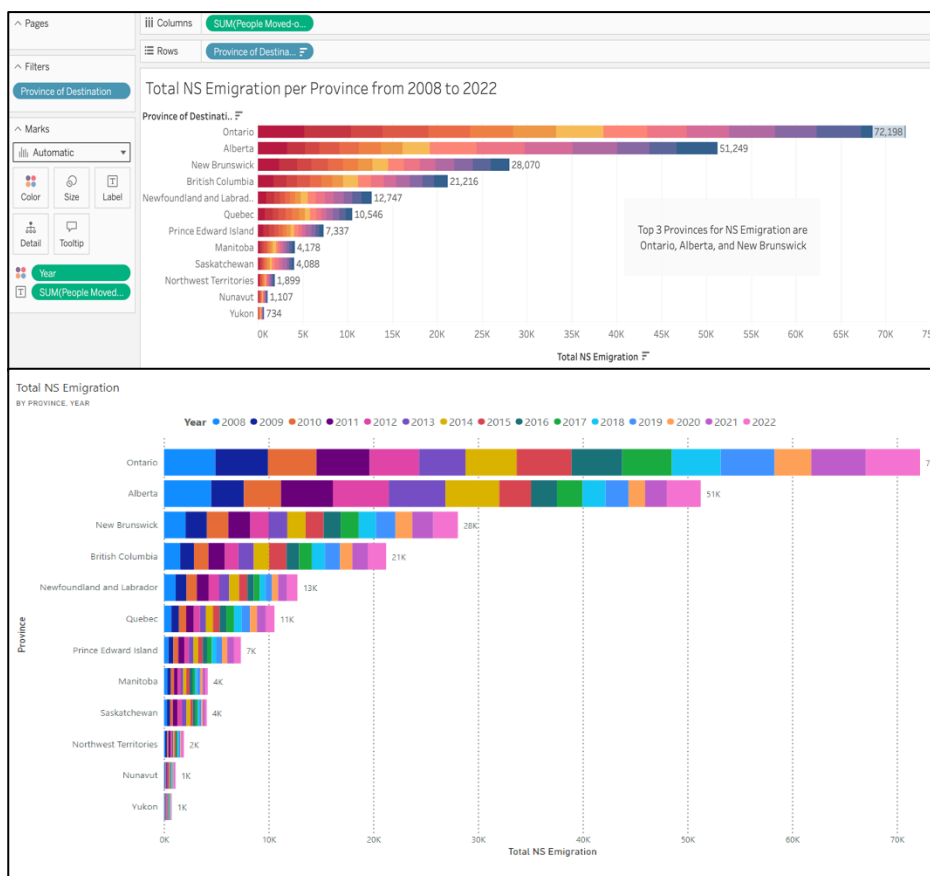 Pages
Columns
SUM(People Moved-o...
Rows
Province of Destina...
Filters
Province of Destination
Marks
Automatic
Color
Size
Label
Detail
Tooltip
Year
SUM(People Moved...
Total NS Emigration per Province from 2008 to 2022
Province of Destinati..
Ontario 72,198
Alberta 51,249
New Brunswick 28,070
British Columbia 21,216
Newfoundland and Labrad.. 12,747
Quebec 10,546
Prince Edward Island 7,337
Manitoba 4,178
Saskatchewan 4,088
Northwest Territories 1,899
Nunavut 1,107
Yukon 734
Top 3 Provinces for NS Emigration are
Ontario, Alberta, and New Brunswick
0K 5K 10K 15K 20K 25K 30K 35K 40K 45K 50K 55K 60K 65K 70K 75
Total NS Emigration
Total NS Emigration
BY PROVINCE, YEAR
Year 2008 2009 2010 2011 2012 2013 2014 2015 2016 2017 2018 2019 2020 2021 2022
Ontario 7
Alberta 51K
New Brunswick 28K
British Columbia 21K
Newfoundland and Labrador 13K
Quebec 11K
Prince Edward Island 7K
Manitoba 4K
Saskatchewan 4K
Northwest Territories 2K
Nunavut 1K
Yukon 1K
Province
0K 10K 20K 30K 40K 50K 60K 70K
Total NS Emigration